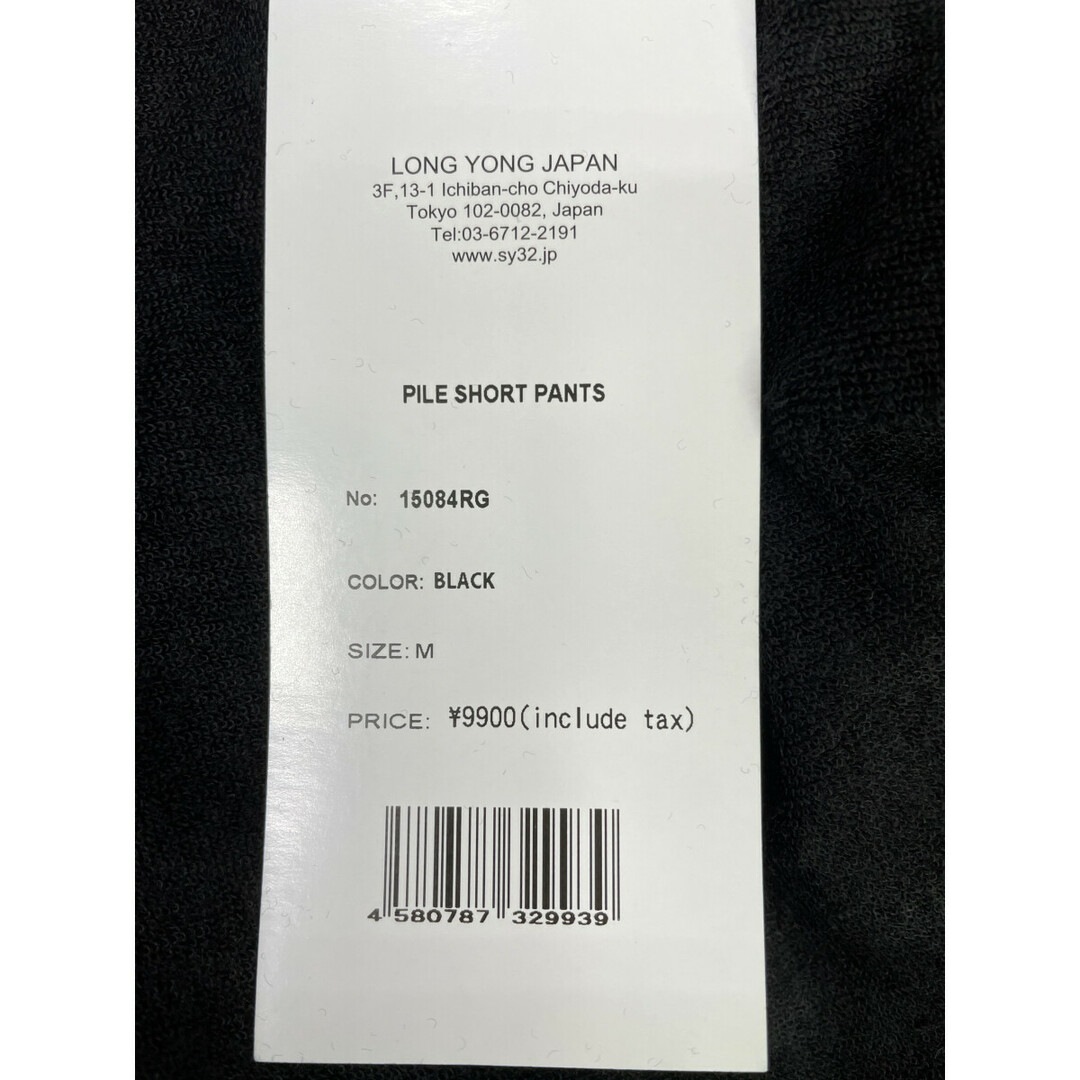 LONG YONG JAPAN
3F,13-1 Ichiban-cho Chiyoda-ku
Tokyo 102-0082, Japan
Tel:03-6712-2191
www.sy32.jp
PILE SHORT PANTS
No: 15084RG
COLOR: BLACK
SIZE: M
PRICE: ¥9900(include tax)
4 580787 329939